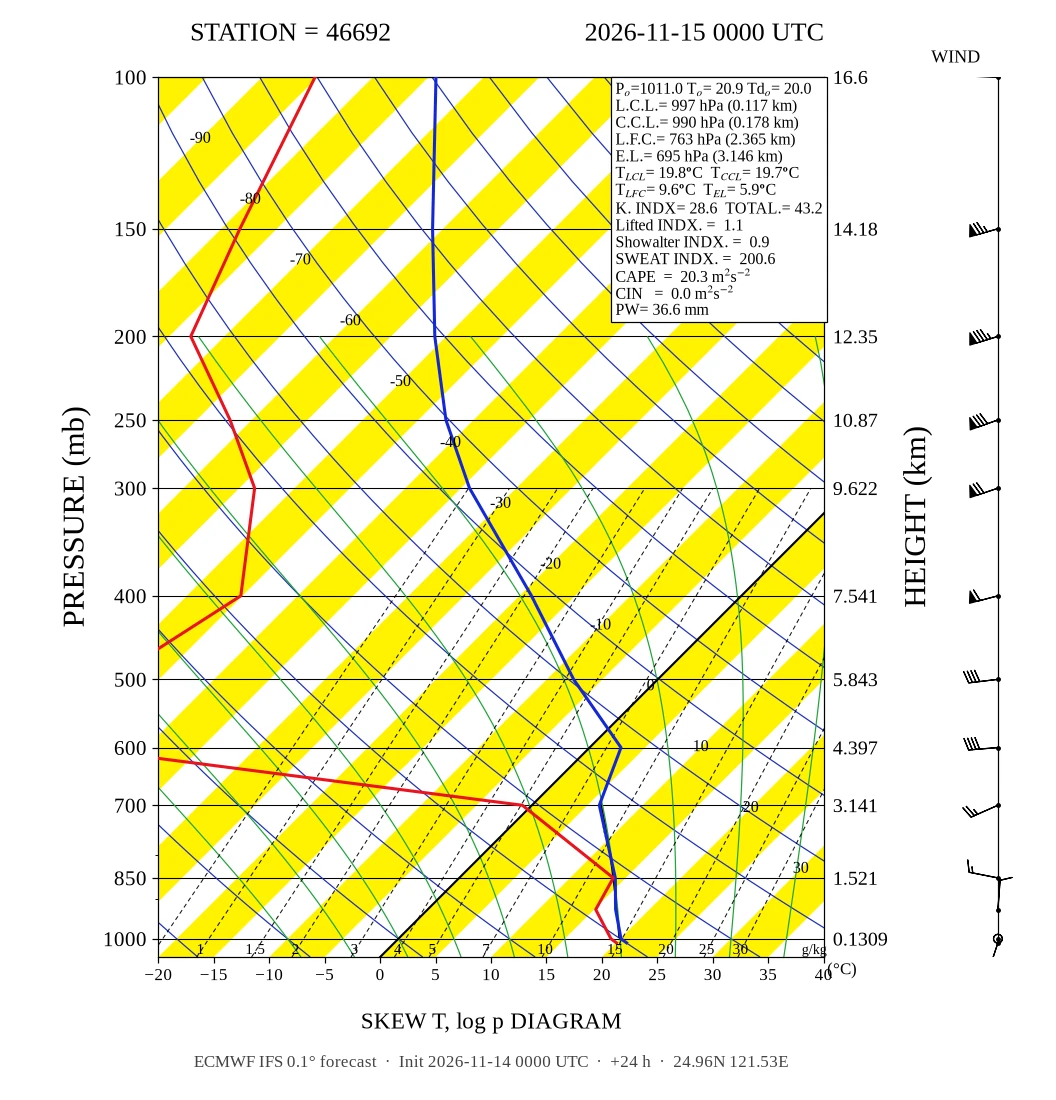 STATION = 46692
2026-11-15 0000 UTC
WIND
P₀=1011.0 T₀= 20.9 Td₀= 20.0
L.C.L.= 997 hPa (0.117 km)
C.C.L.= 990 hPa (0.178 km)
L.F.C.= 763 hPa (2.365 km)
E.L.= 695 hPa (3.146 km)
T_LCL= 19.8°C T_CCL= 19.7°C
T_LFC= 9.6°C T_EL= 5.9°C
K. INDX= 28.6 TOTAL.= 43.2
Lifted INDX. = 1.1
Showalter INDX. = 0.9
SWEAT INDX. = 200.6
CAPE = 20.3 m²s⁻²
CIN = 0.0 m²s⁻²
PW= 36.6 mm
100
150
200
250
300
400
500
600
700
850
1000
PRESSURE (mb)
-90
-80
-70
-60
-50
-40
-30
-20
-10
0
10
20
30
16.6
14.18
12.35
10.87
9.622
7.541
5.843
4.397
3.141
1.521
0.1309
HEIGHT (km)
1 1.5 2 3 4 5 7 10 15 20 25 30 g/kg
−20 −15 −10 −5 0 5 10 15 20 25 30 35 40 (°C)
SKEW T, log p DIAGRAM
ECMWF IFS 0.1° forecast · Init 2026-11-14 0000 UTC · +24 h · 24.96N 121.53E